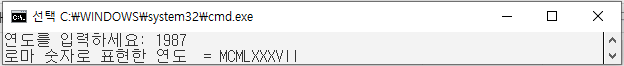 선택 C:₩WINDOWS₩system32₩cmd.exe
연도를 입력하세요: 1987
로마 숫자로 표현한 연도  = MCMLXXXVII